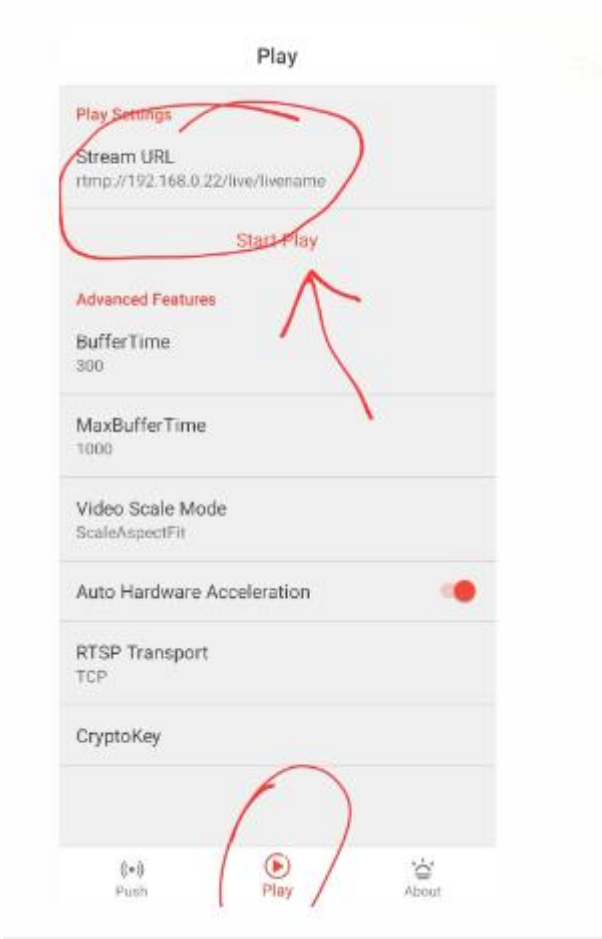 Play
Play Settings
Stream URL
rtmp://192.168.0.22/live/livename
Start Play
Advanced Features
BufferTime
300
MaxBufferTime
1000
Video Scale Mode
ScaleAspectFit
Auto Hardware Acceleration
RTSP Transport
TCP
CryptoKey
Push
Play
About